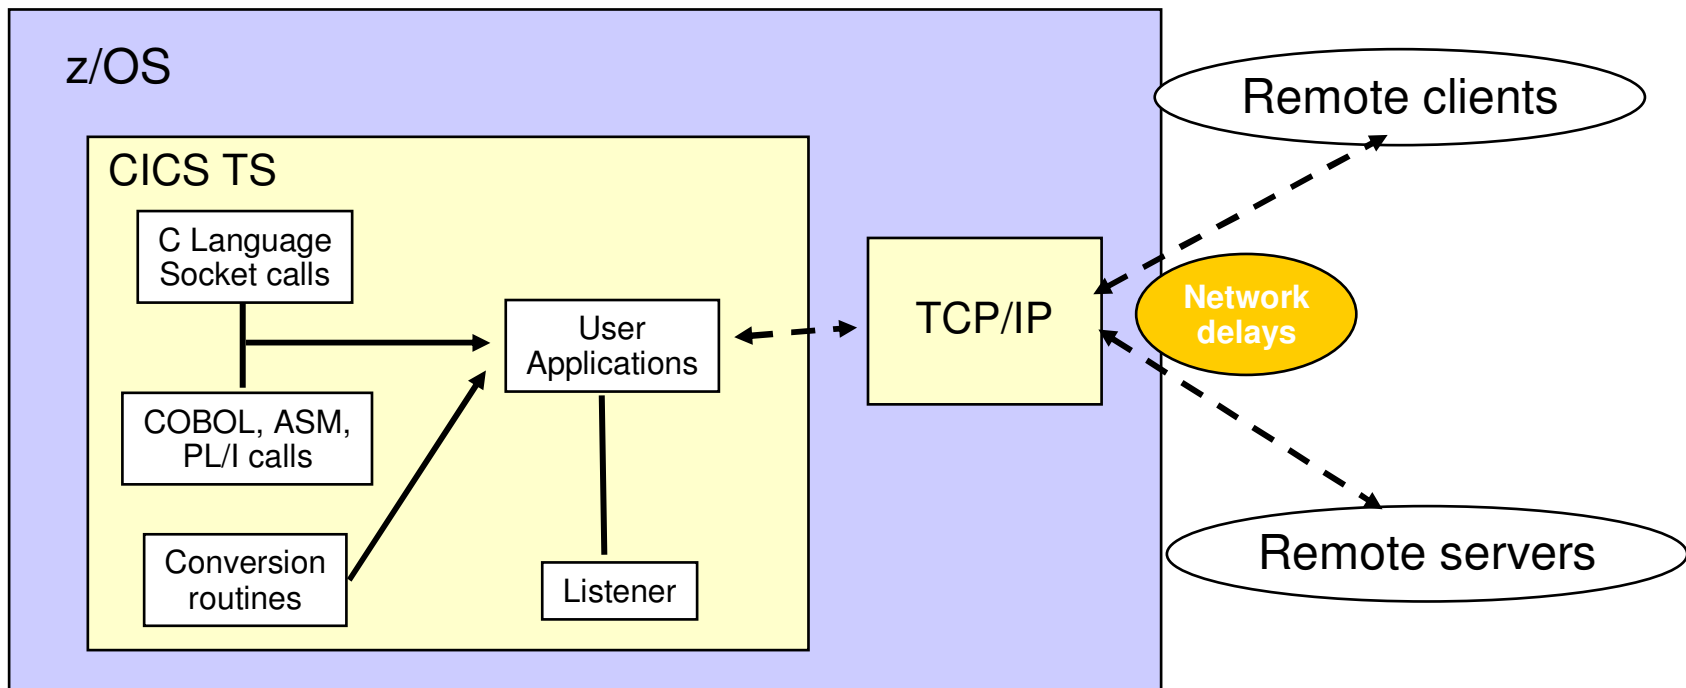 z/OS
Remote clients
CICS TS
C Language
Socket calls
User
Applications
TCP/IP
Network
delays
COBOL, ASM,
PL/I calls
Conversion
routines
Listener
Remote servers